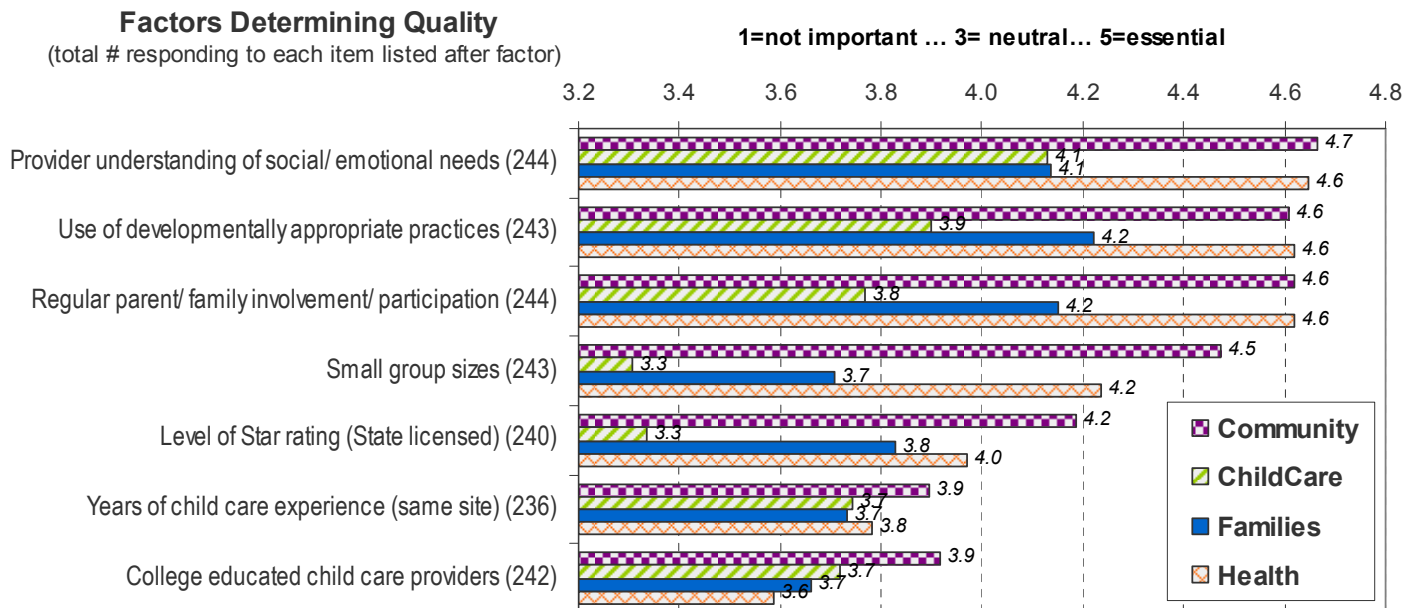 Factors Determining Quality
(total # responding to each item listed after factor)
1=not important … 3= neutral… 5=essential
3.2 3.4 3.6 3.8 4.0 4.2 4.4 4.6 4.8
Provider understanding of social/ emotional needs (244)
4.7
4.1
4.1
4.6
Use of developmentally appropriate practices (243)
4.6
3.9
4.2
4.6
Regular parent/ family involvement/ participation (244)
4.6
3.8
4.2
4.6
Small group sizes (243)
4.5
3.3
3.7
4.2
Level of Star rating (State licensed) (240)
4.2
3.3
3.8
4.0
Years of child care experience (same site) (236)
3.9
3.7
3.7
3.8
College educated child care providers (242)
3.9
3.7
3.7
3.6
Community
ChildCare
Families
Health